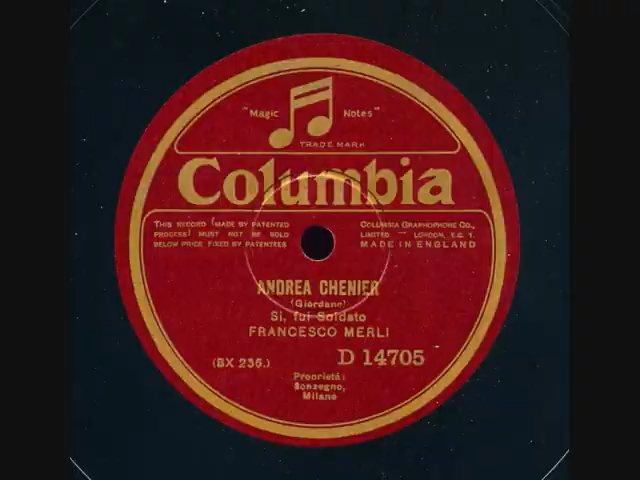 "Magic Notes"
TRADE MARK
Columbia
THIS RECORD (MADE BY PATENTED
PROCESS) MUST NOT BE SOLD
BELOW PRICE FIXED BY PATENTEES
COLUMBIA GRAPHOPHONE CO.,
LIMITED — LONDON, E.C. 1.
MADE IN ENGLAND
ANDREA CHENIER
(Giordano)
Si, fui Soldato
FRANCESCO MERLI
(BX 236.) D 14705
Proprietá:
Sonzogno,
Milano